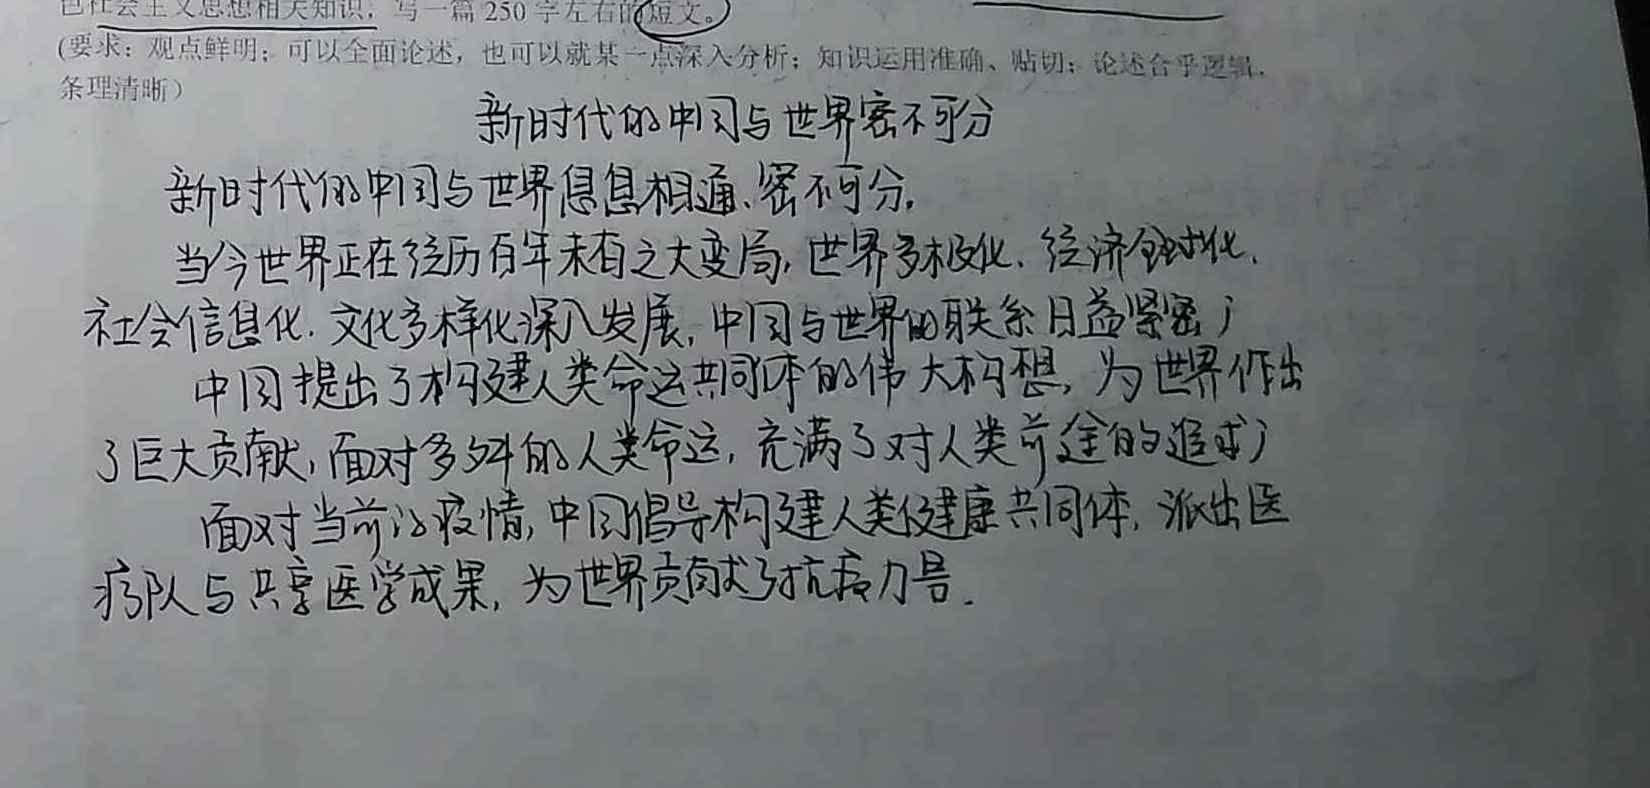 色社会主义思想相关知识，写一篇 250 字左右的短文。
(要求：观点鲜明；可以全面论述，也可以就某一点深入分析；知识运用准确、贴切；论述合乎逻辑，
条理清晰）
新时代的中国与世界密不可分
新时代的中国与世界息息相通、密不可分。
当今世界正在经历百年未有之大变局，世界多极化、经济全球化、
社会信息化、文化多样化深入发展，中国与世界的联系日益紧密；
中国提出了构建人类命运共同体的伟大构想，为世界作出
了巨大贡献，面对多舛的人类命运，充满了对人类前途的追求；
面对当前的疫情，中国倡导构建人类健康共同体，派出医
疗队与共享医学成果，为世界贡献了抗疫力量。